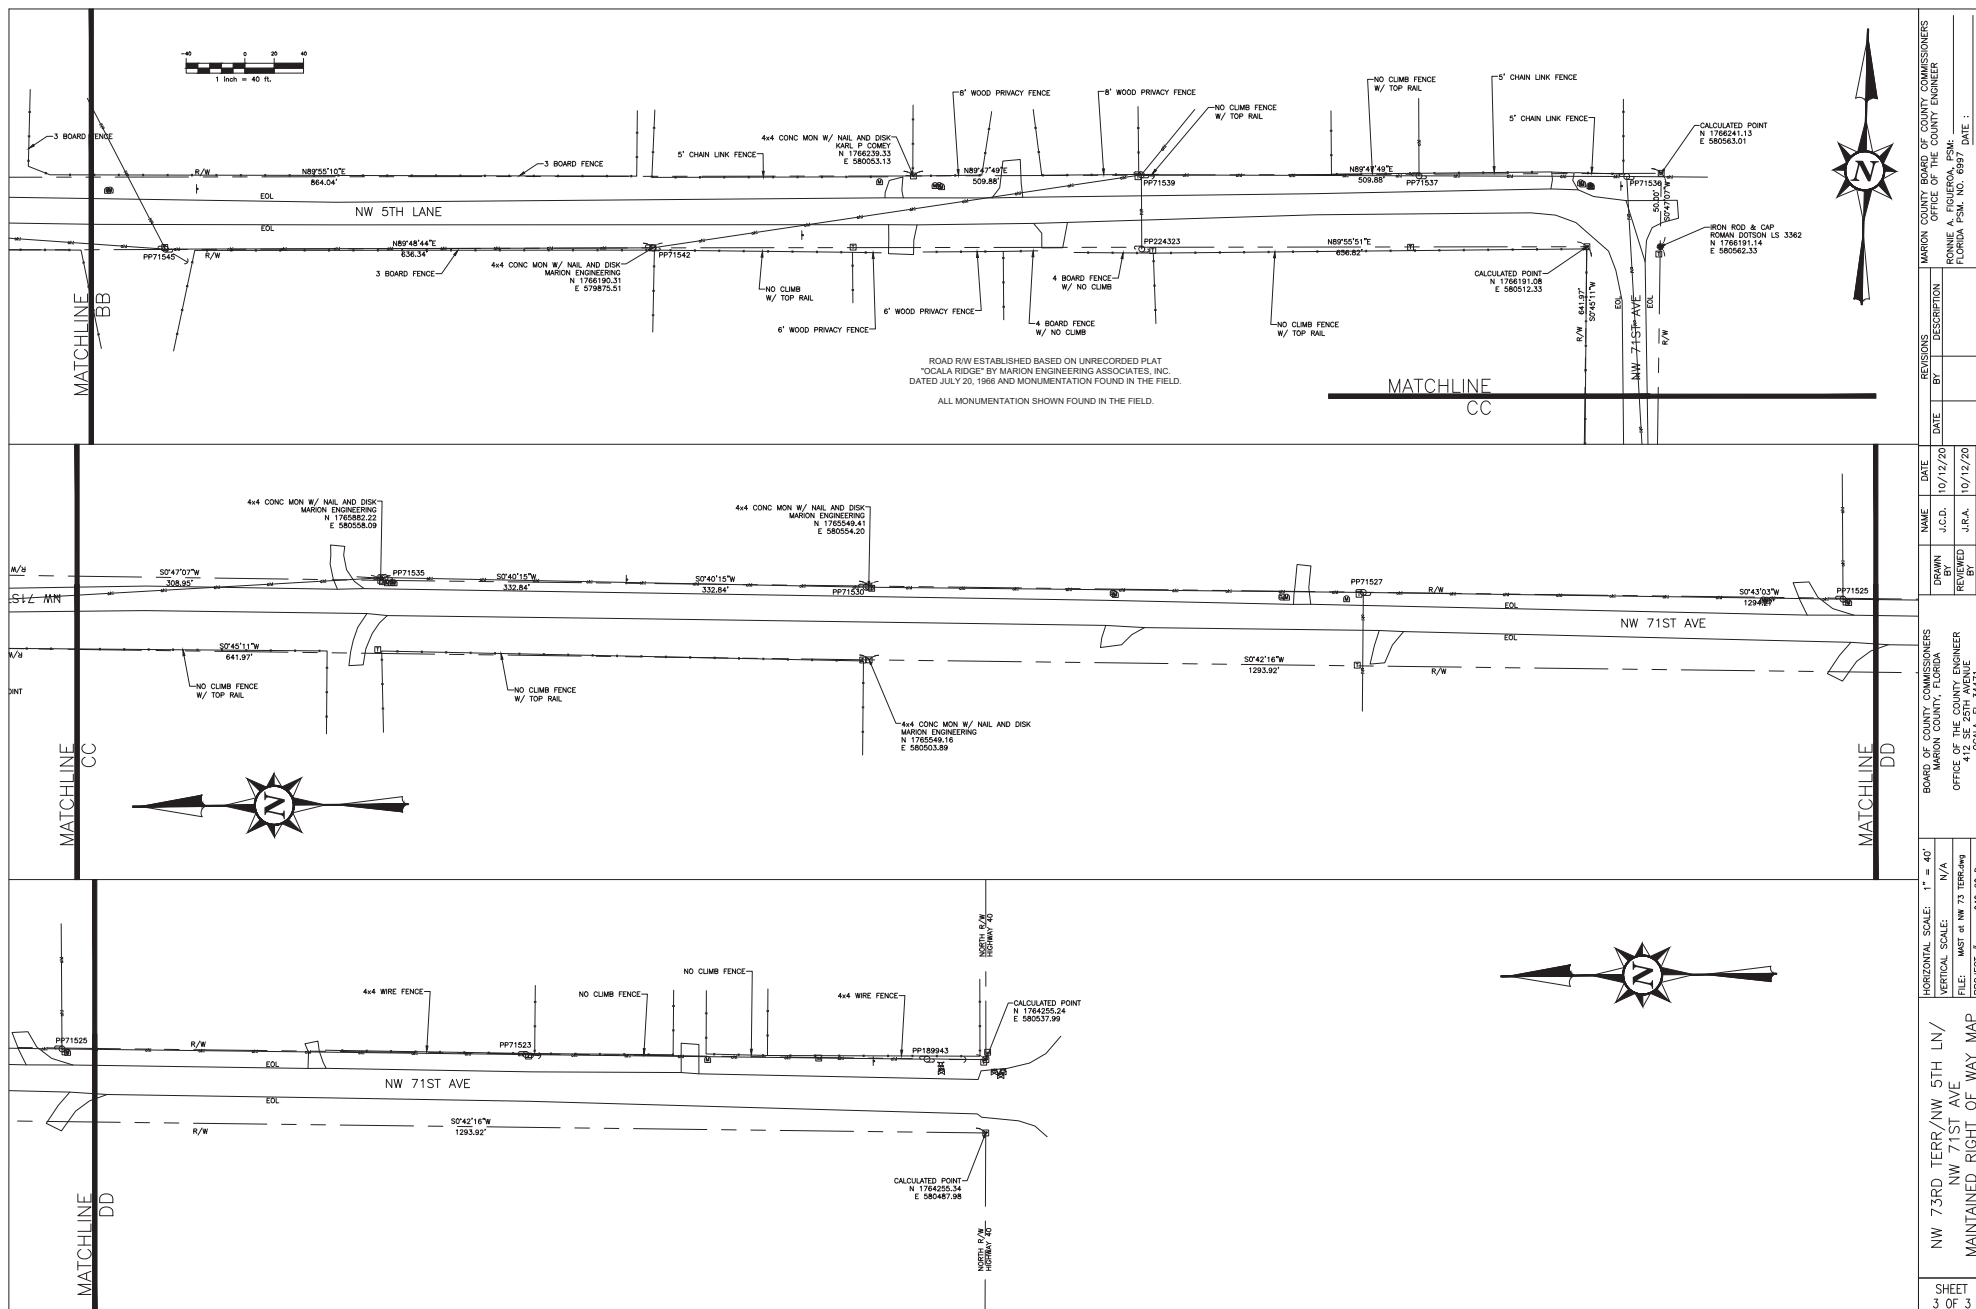 -40 0 20 40
1 inch = 40 ft.
3 BOARD FENCE
R/W
N89°55'10"E
864.04'
3 BOARD FENCE
EOL
NW 5TH LANE
EOL
5' CHAIN LINK FENCE
4x4 CONC MON W/ NAIL AND DISK
KARL P COMEY
N 1766239.33
E 580053.13
8' WOOD PRIVACY FENCE
N89°47'49"E
509.88'
8' WOOD PRIVACY FENCE
NO CLIMB FENCE
W/ TOP RAIL
PP71539
NO CLIMB FENCE
W/ TOP RAIL
N89°47'49"E
509.88'
PP71537
5' CHAIN LINK FENCE
5' CHAIN LINK FENCE
PP71536
CALCULATED POINT
N 1766241.13
E 580563.01
50.00'
S0°47'07"W
IRON ROD & CAP
ROMAN DOTSON LS 3362
N 1766191.14
E 580562.33
PP71545
R/W
N89°48'44"E
636.34'
3 BOARD FENCE
4x4 CONC MON W/ NAIL AND DISK
MARION ENGINEERING
N 1766190.31
E 579875.51
PP71542
NO CLIMB
W/ TOP RAIL
6' WOOD PRIVACY FENCE
6' WOOD PRIVACY FENCE
4 BOARD FENCE
W/ NO CLIMB
4 BOARD FENCE
W/ NO CLIMB
PP224323
N89°55'51"E
656.82'
NO CLIMB FENCE
W/ TOP RAIL
CALCULATED POINT
N 1766191.08
E 580512.33
R/W
641.97'
S0°45'11"W
EOL
NW 71ST AVE
EOL
R/W
MATCHLINE
BB
ROAD R/W ESTABLISHED BASED ON UNRECORDED PLAT
"OCALA RIDGE" BY MARION ENGINEERING ASSOCIATES, INC.
DATED JULY 20, 1966 AND MONUMENTATION FOUND IN THE FIELD.
ALL MONUMENTATION SHOWN FOUND IN THE FIELD.
MATCHLINE
CC
N
4x4 CONC MON W/ NAIL AND DISK
MARION ENGINEERING
N 1765882.22
E 580558.09
4x4 CONC MON W/ NAIL AND DISK
MARION ENGINEERING
N 1765549.41
E 580554.20
R/W
S0°47'07"W
308.95'
PP71535
S0°40'15"W
332.84'
S0°40'15"W
332.84'
PP71530
PP71527
R/W
EOL
S0°43'03"W
PP71525
NW 71S
NW 71ST AVE
EOL
R/W
S0°45'11"W
641.97'
OINT
NO CLIMB FENCE
W/ TOP RAIL
NO CLIMB FENCE
W/ TOP RAIL
4x4 CONC MON W/ NAIL AND DISK
MARION ENGINEERING
N 1765549.16
E 580503.89
S0°42'16"W
1293.92'
R/W
MATCHLINE
CC
MATCHLINE
DD
N
PP71525
R/W
EOL
4x4 WIRE FENCE
PP71523
NO CLIMB FENCE
NO CLIMB FENCE
4x4 WIRE FENCE
PP189943
NORTH R/W
HIGHWAY 40
CALCULATED POINT
N 1764255.24
E 580537.99
NW 71ST AVE
EOL
R/W
S0°42'16"W
1293.92'
CALCULATED POINT
N 1764255.34
E 580487.98
NORTH R/W
HIGHWAY 40
MATCHLINE
DD
N
MARION COUNTY BOARD OF COUNTY COMMISSIONERS
OFFICE OF THE COUNTY ENGINEER
RONNIE A. FIGUEROA, PSM:
FLORIDA PSM. NO. 6997 DATE :
REVISIONS
DATE BY DESCRIPTION
NAME DATE
DRAWN BY J.C.D. 10/12/20
REVIEWED BY J.R.A. 10/12/20
BOARD OF COUNTY COMMISSIONERS
MARION COUNTY, FLORIDA
OFFICE OF THE COUNTY ENGINEER
412 SE 25TH AVENUE
HORIZONTAL SCALE: 1" = 40'
VERTICAL SCALE: N/A
FILE: MAST at NW 73 TERR.dwg
NW 73RD TERR/NW 5TH LN/
NW 71ST AVE
MAINTAINED RIGHT OF WAY MAP
SHEET
3 OF 3